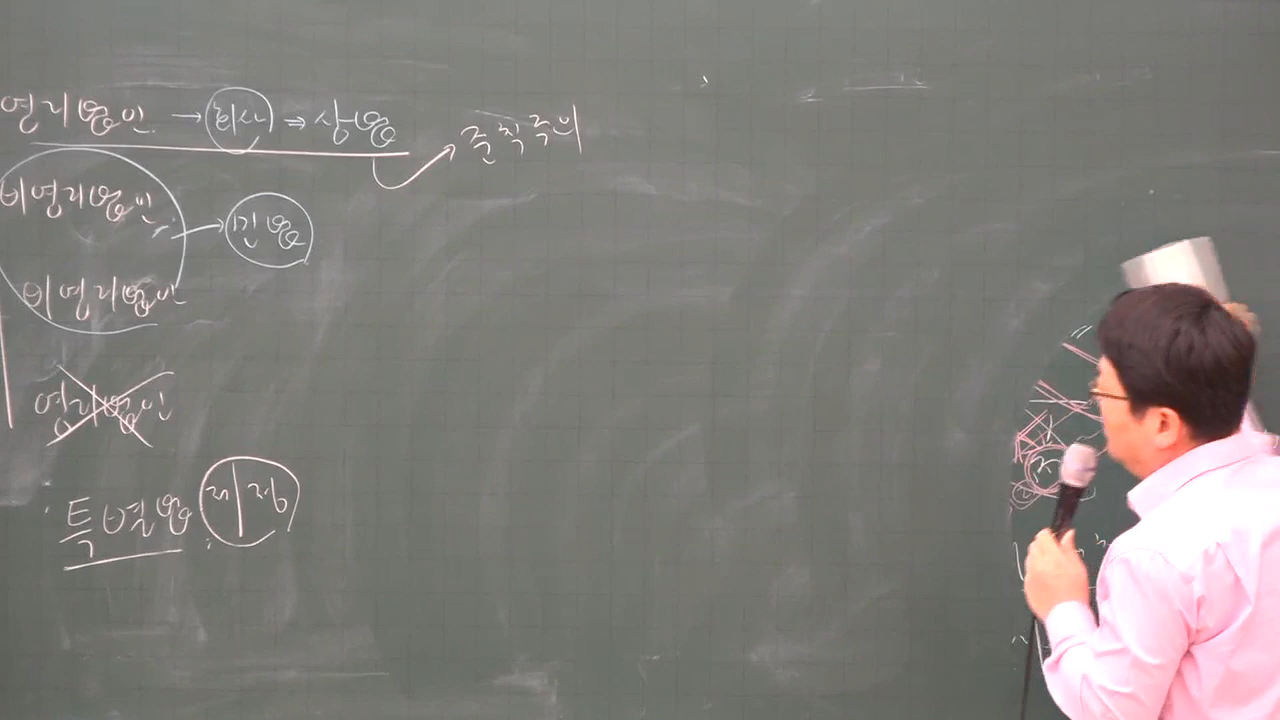 영리법인 → 회사 ⇒ 상법 준칙주의
비영리법인 → 민법
비영리법인
영리법인
특별법 제정